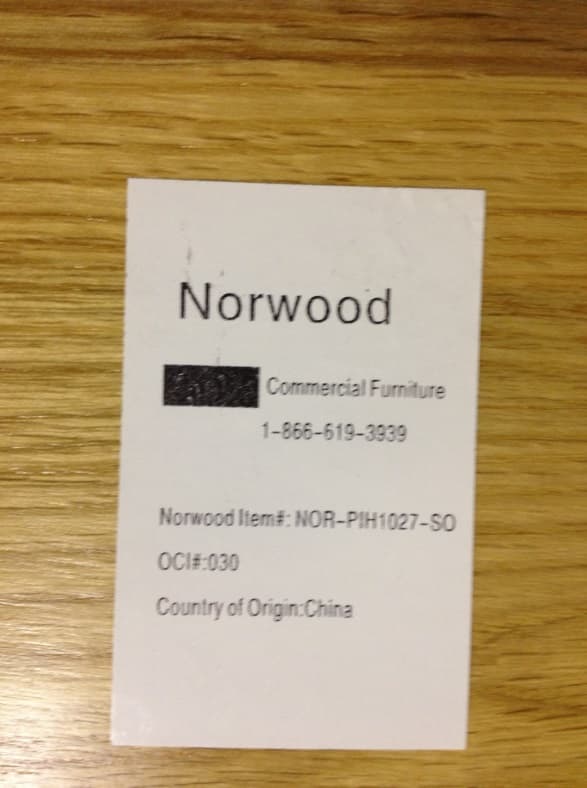 Norwood
Commercial Furniture
1-866-619-3939
Norwood Item#: NOR-PIH1027-SO
OCI#:030
Country of Origin:China